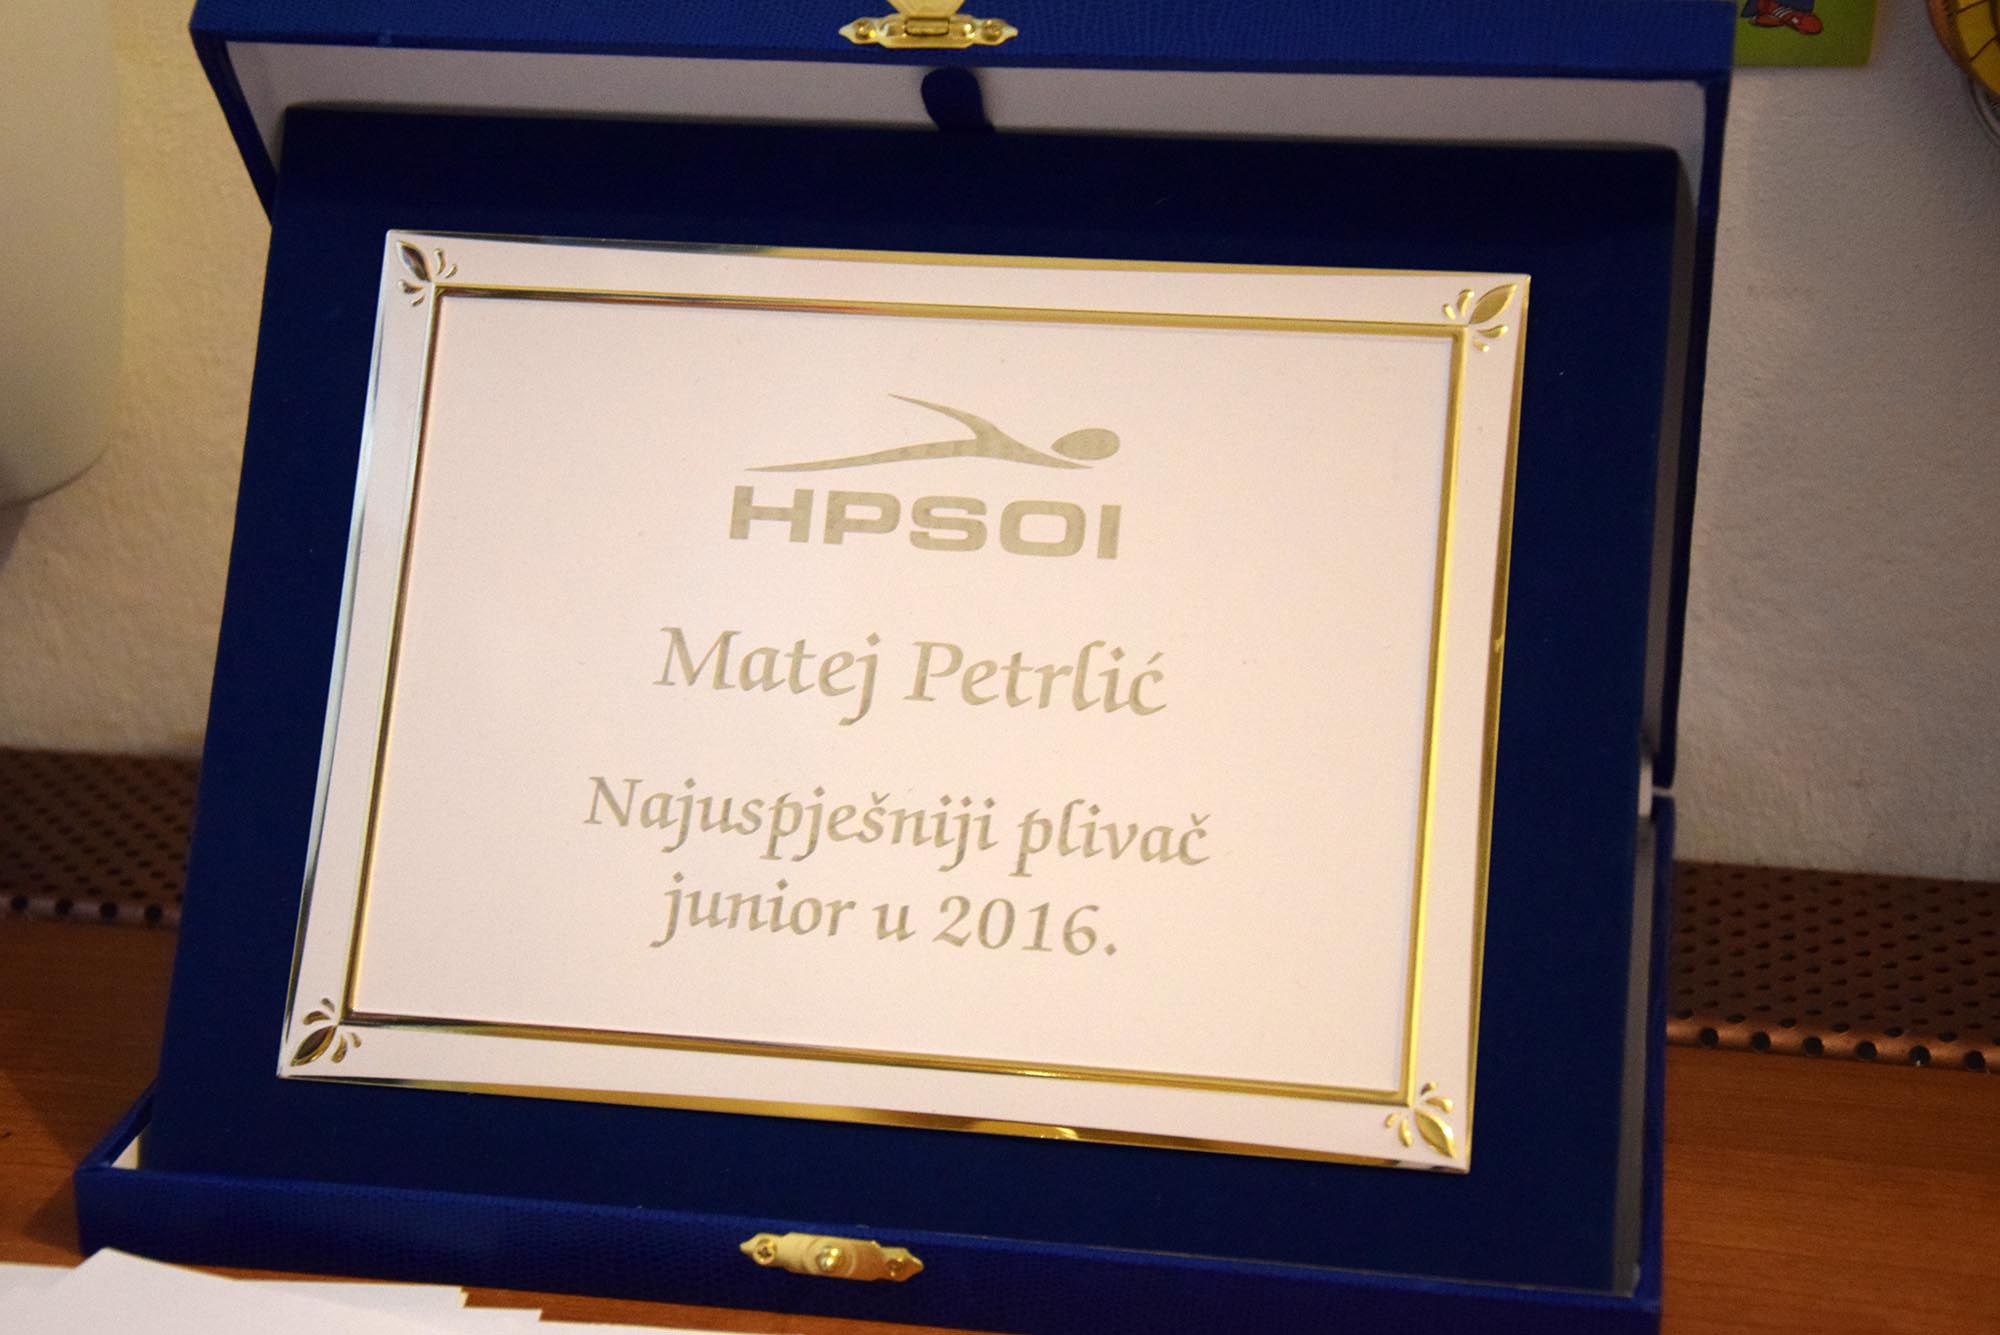 HPSOI
Matej Petrlić
Najuspješniji plivač
junior u 2016.